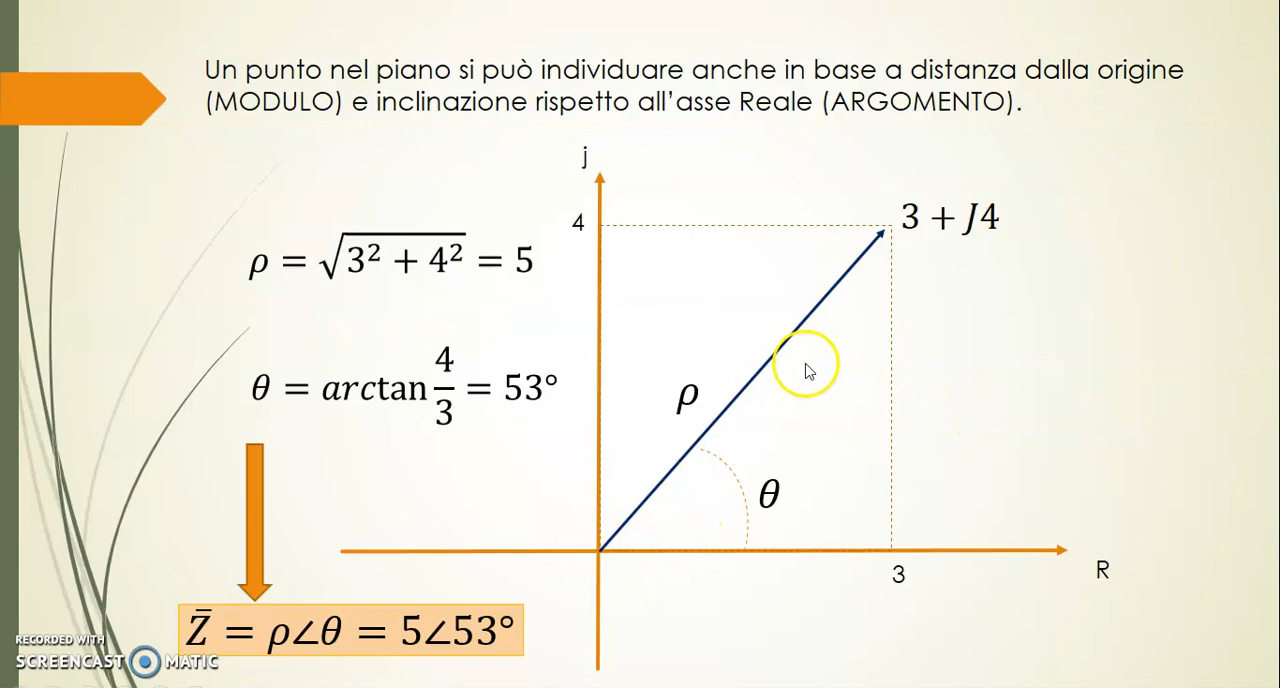 Un punto nel piano si può individuare anche in base a distanza dalla origine
(MODULO) e inclinazione rispetto all’asse Reale (ARGOMENTO).
j
4
3 + J4
ρ = √3² + 4² = 5
θ = arctan 4/3 = 53°
ρ
θ
R
3
Z̄ = ρ∠θ = 5∠53°
RECORDED WITH
SCREENCAST MATIC